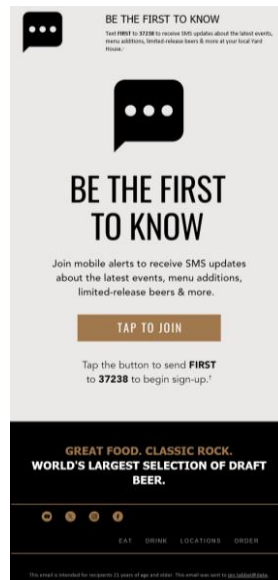 BE THE FIRST TO KNOW
Text FIRST to 37238 to receive SMS updates about the latest events,
menu additions, limited-release beers & more at your local Yard
House.
BE THE FIRST
TO KNOW
Join mobile alerts to receive SMS updates
about the latest events, menu additions,
limited-release beers & more.
TAP TO JOIN
Tap the button to send FIRST
to 37238 to begin sign-up.†
GREAT FOOD. CLASSIC ROCK.
WORLD'S LARGEST SELECTION OF DRAFT
BEER.
EAT DRINK LOCATIONS ORDER
This email is intended for recipients 21 years of age and older. This email was sent to